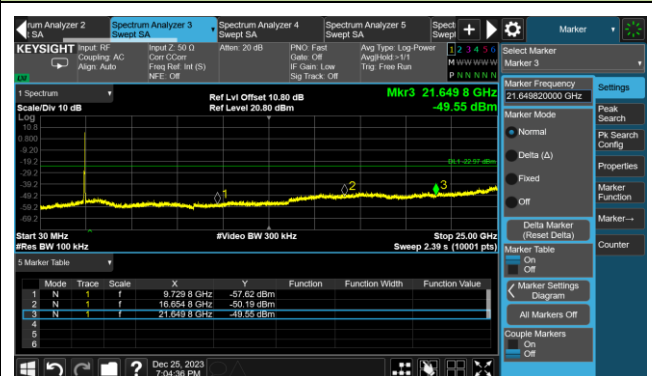 rum Analyzer 2
t SA
Spectrum Analyzer 3
Swept SA
Spectrum Analyzer 4
Swept SA
Spectrum Analyzer 5
Swept SA
Spect
Swept
Marker
KEYSIGHT
Input: RF
Coupling: AC
Align: Auto
Input Z: 50 Ω
Corr CCorr
Freq Ref: Int (S)
NFE: Off
Atten: 20 dB
PNO: Fast
Gate: Off
IF Gain: Low
Sig Track: Off
Avg Type: Log-Power
Avg|Hold:>1/1
Trig: Free Run
1 2 3 4 5 6
M W W W W W
P N N N N N
Select Marker
Marker 3
1 Spectrum
Scale/Div 10 dB
Log
Ref Lvl Offset 10.80 dB
Ref Level 20.80 dBm
Mkr3 21.649 8 GHz
-49.55 dBm
10.8
0.800
-9.20
-19.2
-29.2
-39.2
-49.2
-59.2
-69.2
DL1 -22.97 dBm
1
2
3
Start 30 MHz
#Res BW 100 kHz
#Video BW 300 kHz
Stop 25.00 GHz
Sweep 2.39 s (10001 pts)
5 Marker Table
Mode Trace Scale X Y Function Function Width Function Value
1 N 1 f 9.729 8 GHz -57.62 dBm
2 N 1 f 16.654 8 GHz -50.19 dBm
3 N 1 f 21.649 8 GHz -49.55 dBm
4
5
6
Marker Frequency
21.649820000 GHz
Marker Mode
Normal
Delta (Δ)
Fixed
Off
Delta Marker
(Reset Delta)
Marker Table
On
Off
Marker Settings
Diagram
All Markers Off
Couple Markers
On
Off
Settings
Peak
Search
Pk Search
Config
Properties
Marker
Function
Marker→
Counter
?
Dec 25, 2023
7:04:36 PM